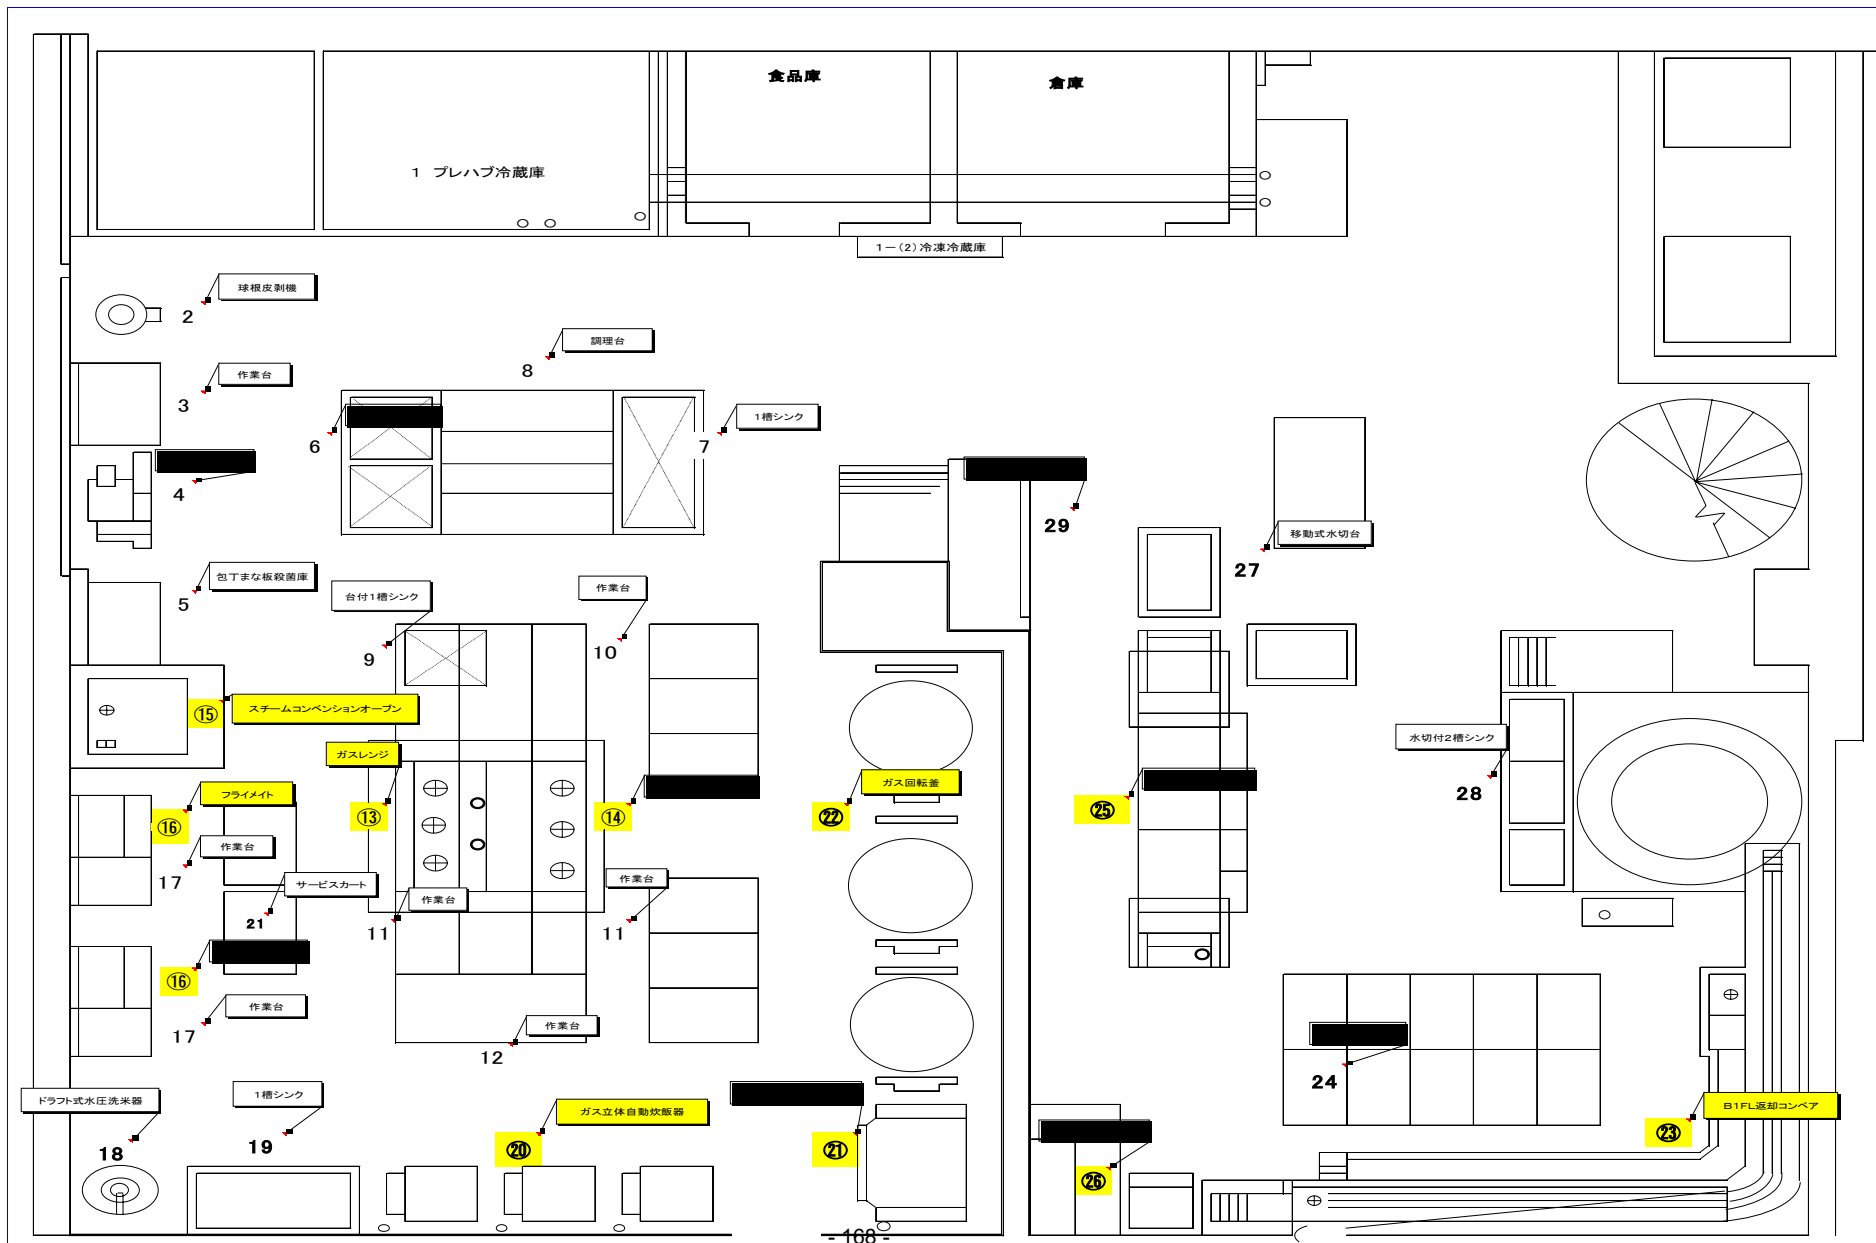 食品庫
倉庫
1 プレハブ冷蔵庫
1－(2)冷凍冷蔵庫
球根皮剥機
2
調理台
8
作業台
3
6
1槽シンク
7
4
29
移動式水切台
27
包丁まな板殺菌庫
5
台付1槽シンク
9
作業台
10
⑮
スチームコンベンションオーブン
ガスレンジ
⑬
⑭
フライメイト
⑯
ガス回転釜
㉒
㉕
水切付2槽シンク
28
作業台
17
サービスカート
21
作業台
11
作業台
11
⑯
作業台
17
作業台
12
24
ドラフト式水圧洗米器
18
1槽シンク
19
ガス立体自動炊飯器
⑳
㉑
㉖
B1FL返却コンベア
㉓
- 168 -